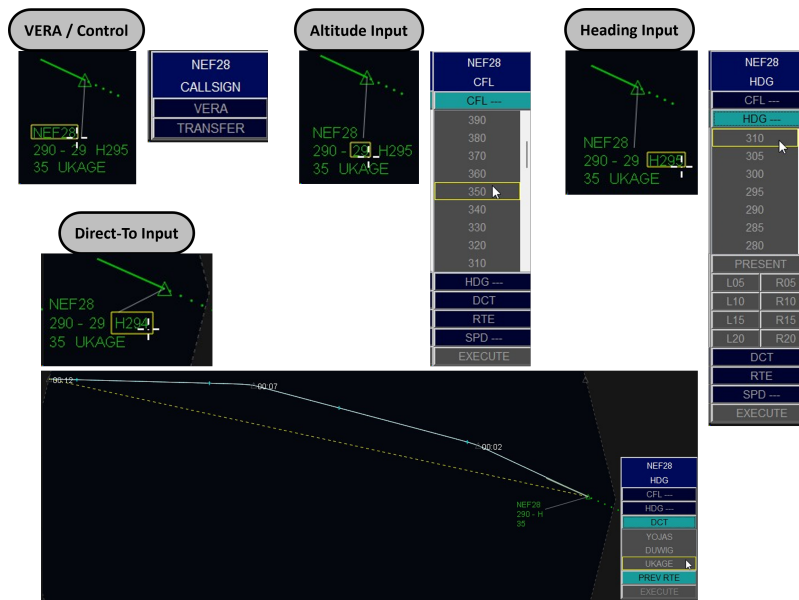 VERA / Control
NEF28
290 - 29 H295
35 UKAGE
NEF28
CALLSIGN
VERA
TRANSFER
Altitude Input
NEF28
290 - 29 H295
35 UKAGE
NEF28
CFL
CFL ---
390
380
370
360
350
340
330
320
310
HDG ---
DCT
RTE
SPD ---
EXECUTE
Heading Input
NEF28
290 - 29 H295
35 UKAGE
NEF28
HDG
CFL ---
HDG ---
310
305
300
295
290
285
280
PRESENT
L05 R05
L10 R10
L15 R15
L20 R20
DCT
RTE
SPD ---
EXECUTE
Direct-To Input
NEF28
290 - 29 H294
35 UKAGE
00:12
00:07
00:02
NEF28
290 - H
35
NEF28
HDG
CFL ---
HDG ---
DCT
YOJAS
DUWIG
UKAGE
PREV RTE
EXECUTE